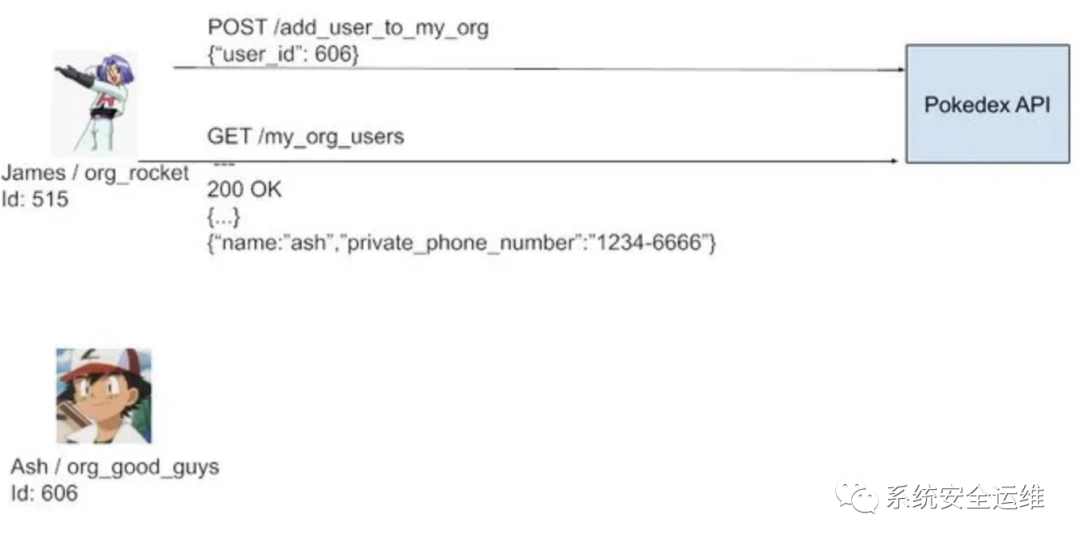 POST /add_user_to_my_org
{“user_id”: 606}
Pokedex API
GET /my_org_users
---
200 OK
{...}
{“name:”ash”,”private_phone_number”:”1234-6666”}
James / org_rocket
Id: 515
Ash / org_good_guys
Id: 606
系统安全运维